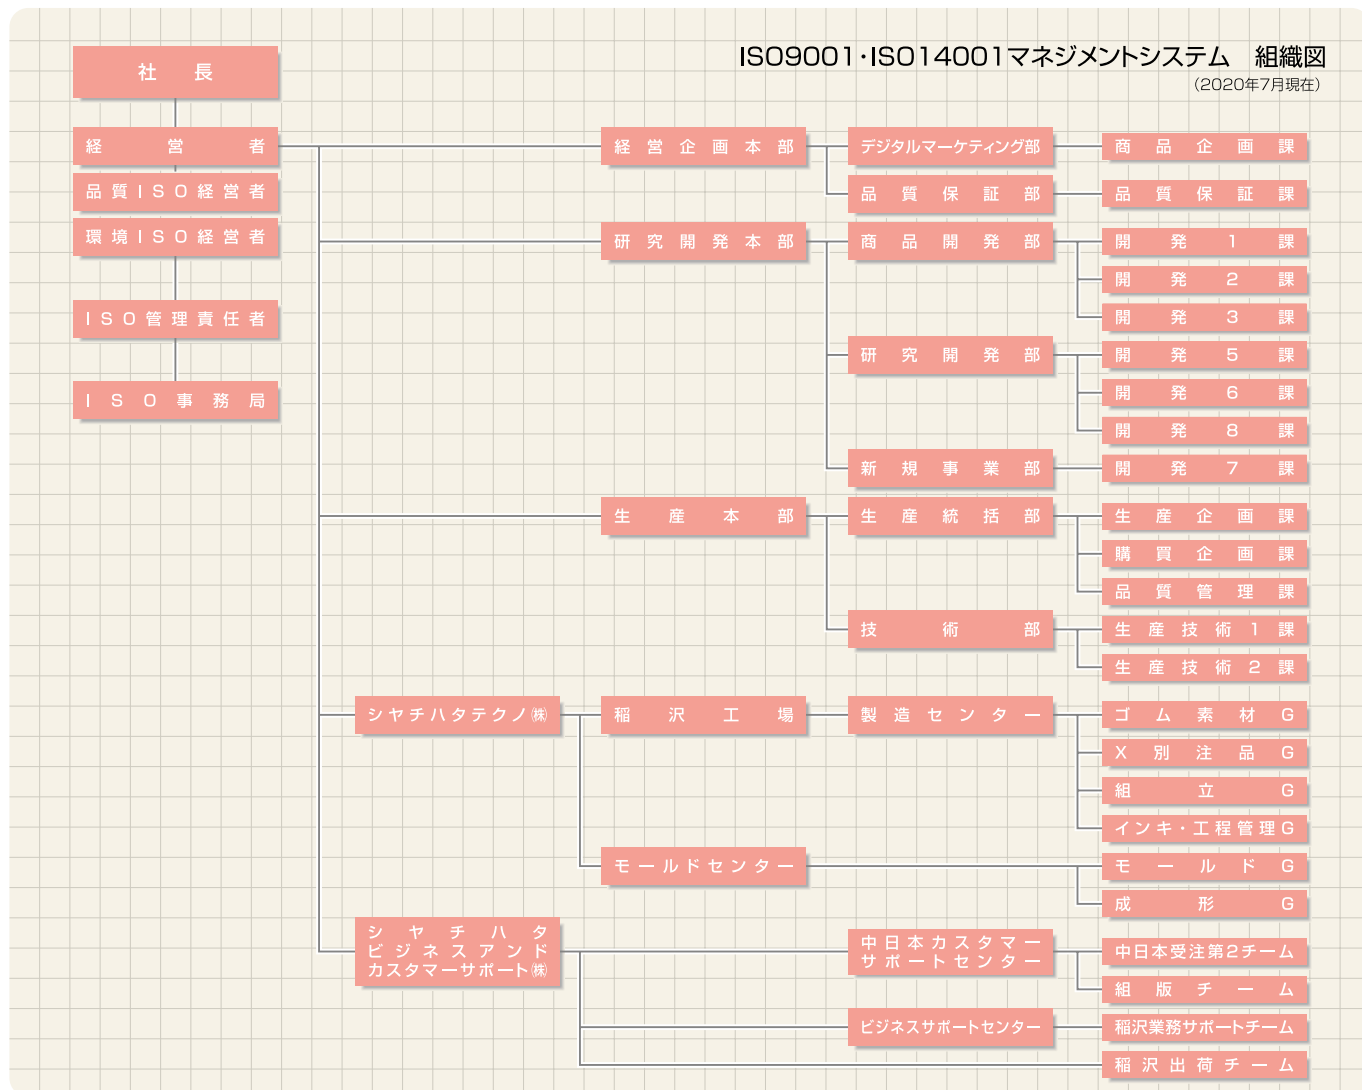 ISO9001・ISO14001マネジメントシステム 組織図
（2020年7月現在）
社長
経営者
品質ISO経営者
環境ISO経営者
ISO管理責任者
ISO事務局
経営企画本部
デジタルマーケティング部
商品企画課
品質保証部
品質保証課
研究開発本部
商品開発部
開発1課
開発2課
開発3課
研究開発部
開発5課
開発6課
開発8課
新規事業部
開発7課
生産本部
生産統括部
生産企画課
購買企画課
品質管理課
技術部
生産技術1課
生産技術2課
シヤチハタテクノ㈱
稲沢工場
製造センター
ゴム素材G
X別注品G
組立G
インキ・工程管理G
モールドセンター
モールドG
成形G
シヤチハタ
ビジネスアンド
カスタマーサポート㈱
中日本カスタマー
サポートセンター
中日本受注第2チーム
組版チーム
ビジネスサポートセンター
稲沢業務サポートチーム
稲沢出荷チーム